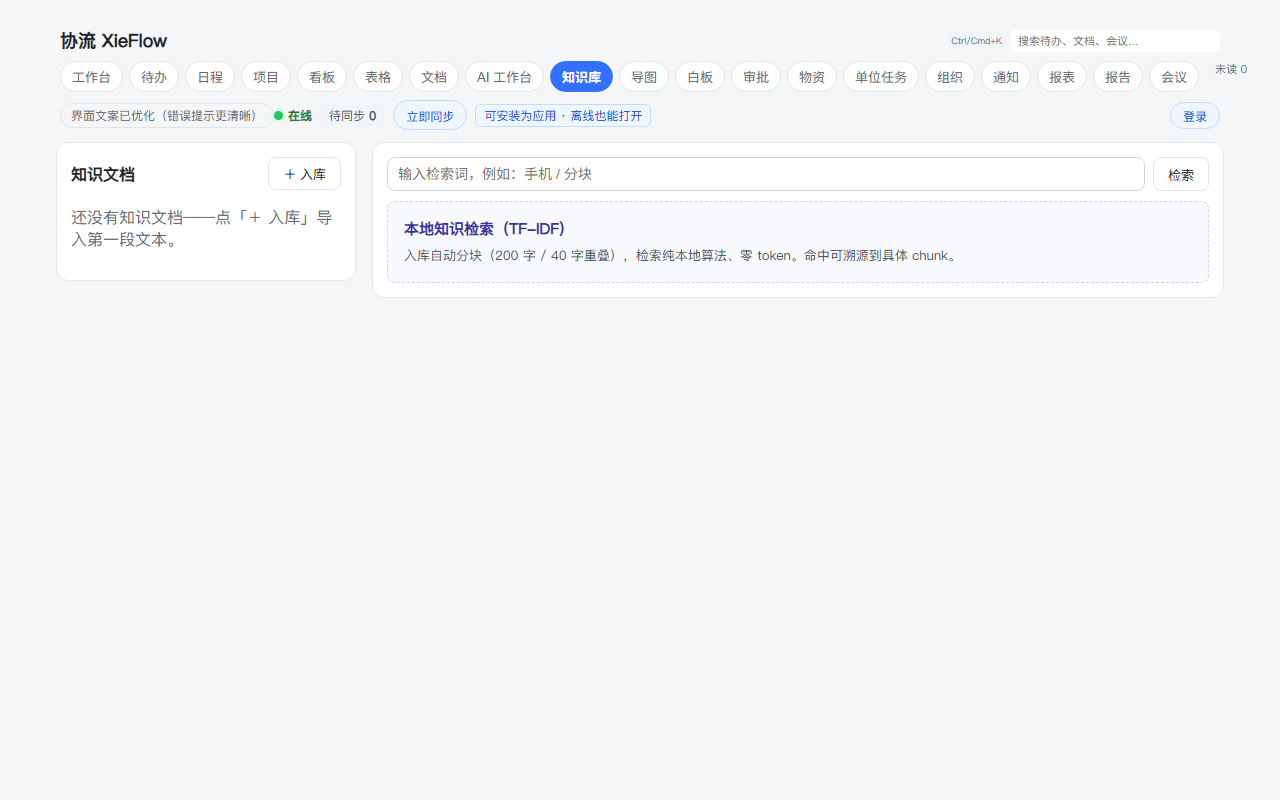 协流 XieFlow
Ctrl/Cmd+K 搜索待办、文档、会议...
工作台 待办 日程 项目 看板 表格 文档 AI 工作台 知识库 导图 白板 审批 物资 单位任务 组织 通知 报表 报告 会议 未读 0
界面文案已优化（错误提示更清晰） 在线 待同步 0 立即同步 可安装为应用 · 离线也能打开 登录
知识文档 ＋ 入库
还没有知识文档——点「＋ 入库」导
入第一段文本。
输入检索词，例如：手机 / 分块 检索
本地知识检索（TF-IDF）
入库自动分块（200 字 / 40 字重叠），检索纯本地算法、零 token。命中可溯源到具体 chunk。